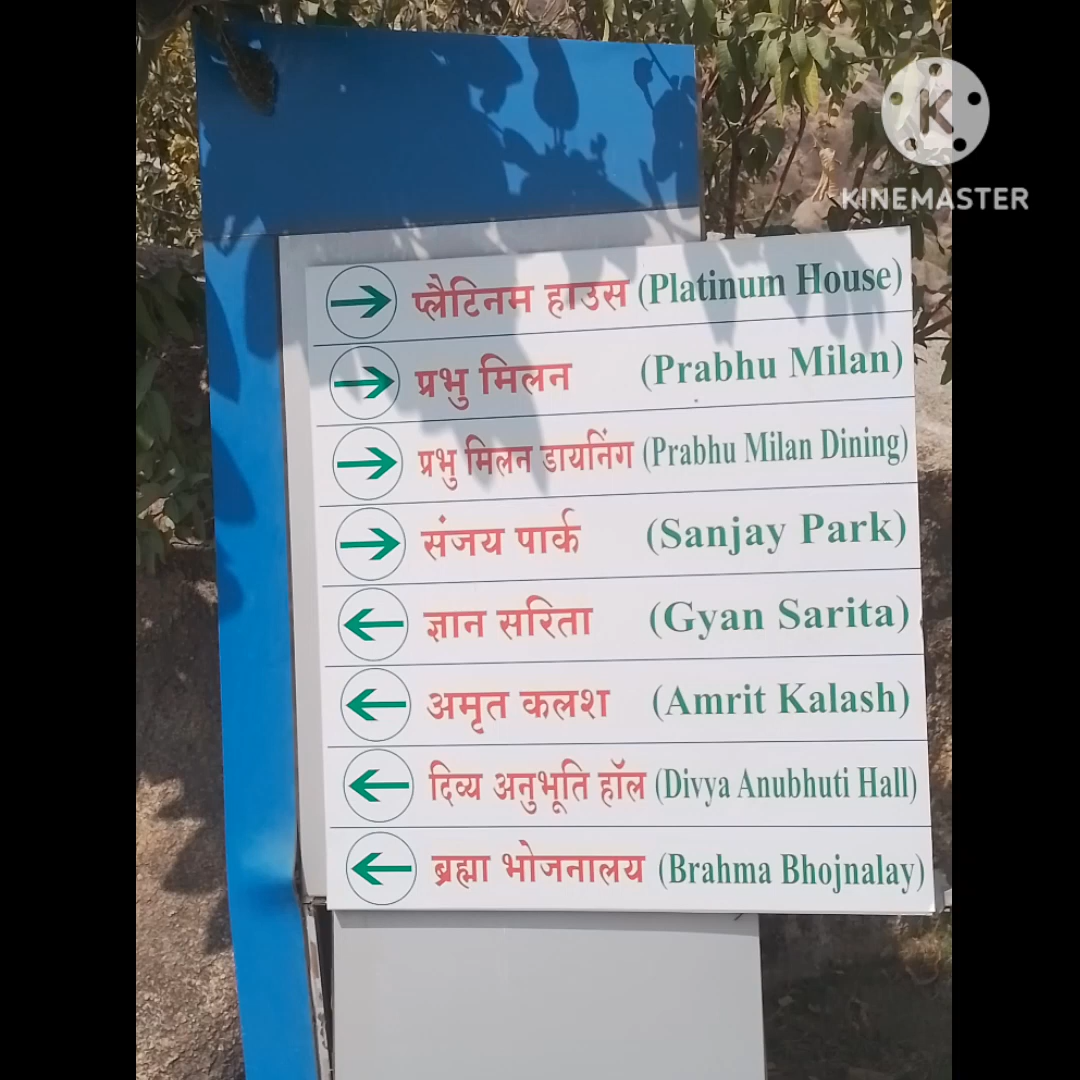 K
KINEMASTER
प्लैटिनम हाउस (Platinum House)
प्रभु मिलन (Prabhu Milan)
प्रभु मिलन डायनिंग (Prabhu Milan Dining)
संजय पार्क (Sanjay Park)
ज्ञान सरिता (Gyan Sarita)
अमृत कलश (Amrit Kalash)
दिव्य अनुभूति हॉल (Divya Anubhuti Hall)
ब्रह्मा भोजनालय (Brahma Bhojnalay)